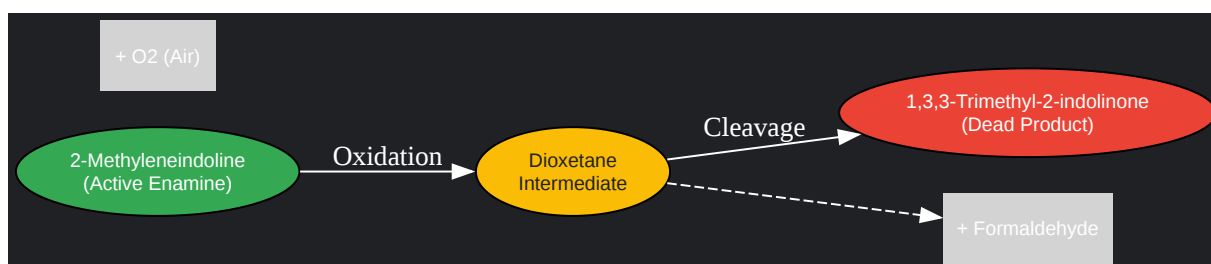 + O2 (Air)
2-Methyleneindoline
(Active Enamine)
Oxidation
Dioxetane
Intermediate
Cleavage
1,3,3-Trimethyl-2-indolinone
(Dead Product)
+ Formaldehyde